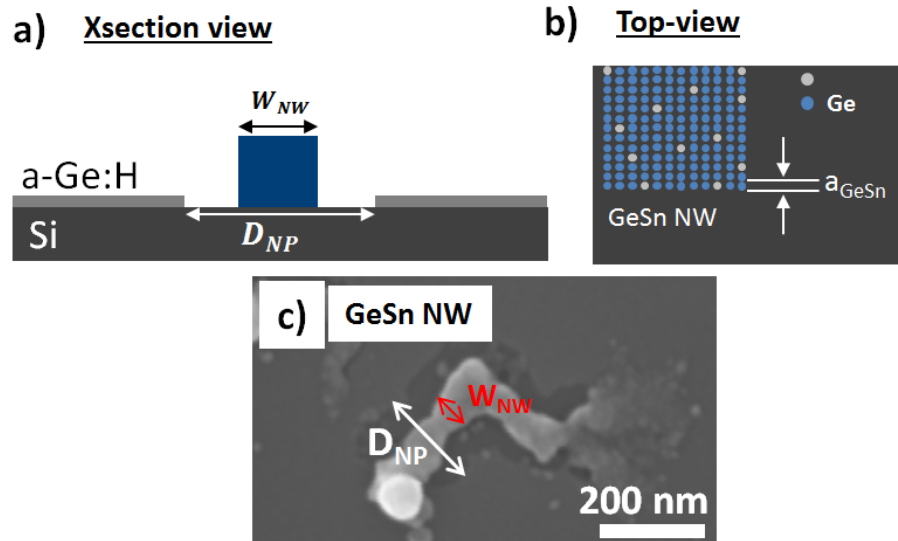 a) Xsection view
W_NW
a-Ge:H
Si
D_NP
b) Top-view
Ge
a_GeSn
GeSn NW
c) GeSn NW
W_NW
D_NP
200 nm